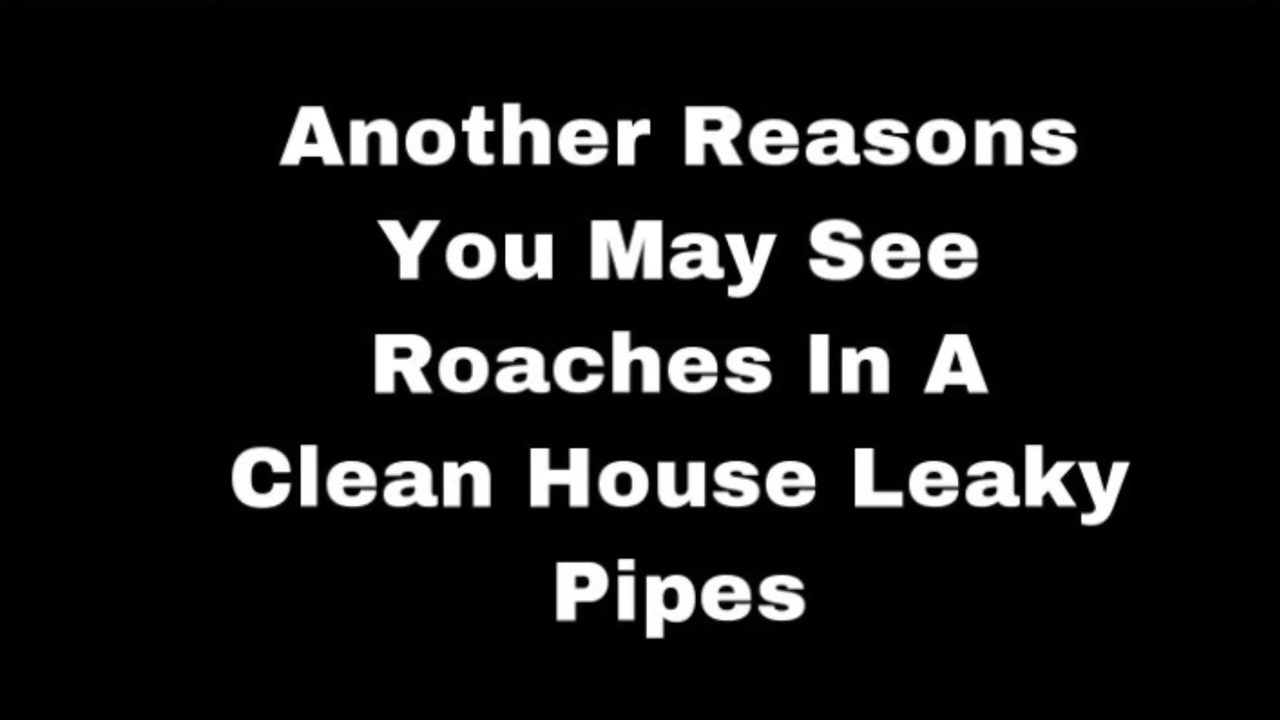 Another Reasons
You May See
Roaches In A
Clean House Leaky
Pipes